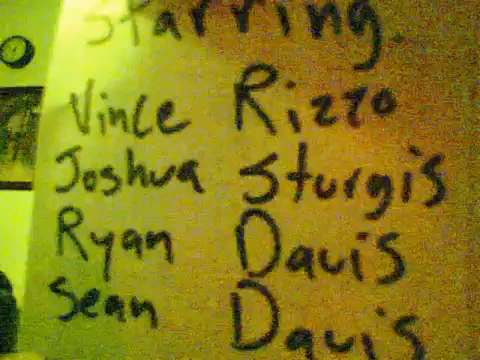 Starring.
Vince Rizzo
Joshua Sturgis
Ryan Davis
Sean Davis